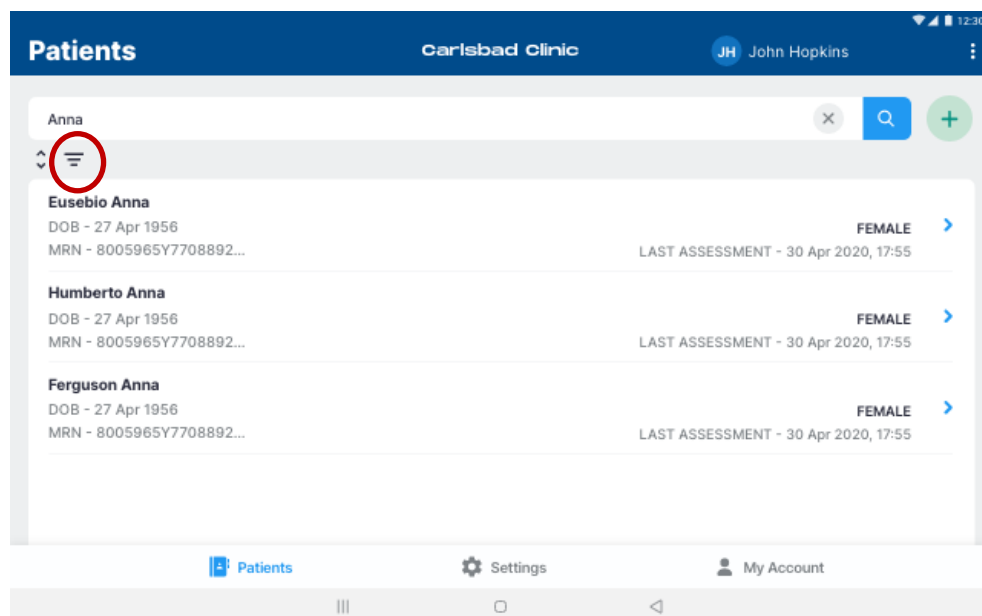 12:30
Patients Carlsbad Clinic JH John Hopkins
Anna
Eusebio Anna
DOB - 27 Apr 1956 FEMALE
MRN - 8005965Y7708892... LAST ASSESSMENT - 30 Apr 2020, 17:55
Humberto Anna
DOB - 27 Apr 1956 FEMALE
MRN - 8005965Y7708892... LAST ASSESSMENT - 30 Apr 2020, 17:55
Ferguson Anna
DOB - 27 Apr 1956 FEMALE
MRN - 8005965Y7708892... LAST ASSESSMENT - 30 Apr 2020, 17:55
Patients Settings My Account